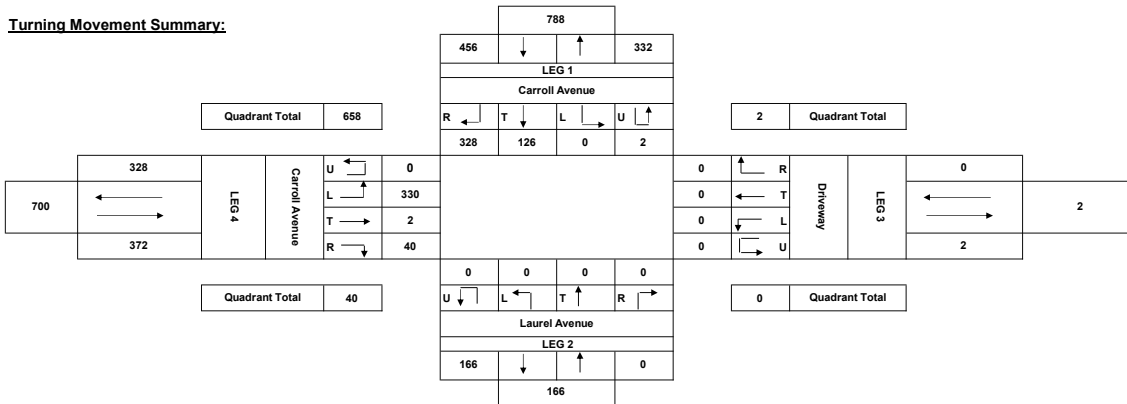 Turning Movement Summary:
788
456 332
LEG 1
Carroll Avenue
Quadrant Total 658
R T L U
2 Quadrant Total
328 126 0 2
328
U 0
0 R
0
700
LEG 4
Carroll Avenue
L 330
0 T
Driveway
LEG 3
2
T 2
0 L
372
R 40
0 U
2
0 0 0 0
Quadrant Total 40
U L T R
0 Quadrant Total
Laurel Avenue
LEG 2
166 0
166